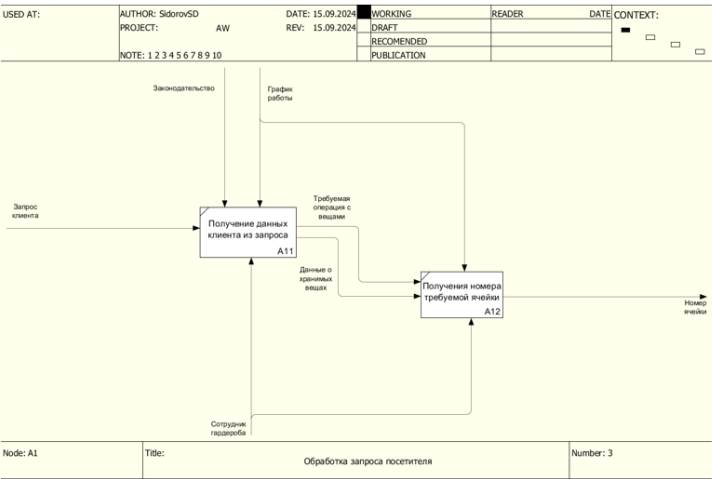 USED AT:
AUTHOR: SidorovSD
DATE: 15.09.2024
PROJECT: AW
REV: 15.09.2024
NOTE: 1 2 3 4 5 6 7 8 9 10
WORKING
DRAFT
RECOMENDED
PUBLICATION
READER
DATE
CONTEXT:
Законодательство
График
работы
Запрос
клиента
Получение данных
клиента из запроса
A11
Требуемая
операция с
вещами
Данные о
хранимых
вещах
Получения номера
требуемой ячейки
A12
Номер
ячейки
Сотрудник
гардероба
Node: A1
Title:
Обработка запроса посетителя
Number: 3